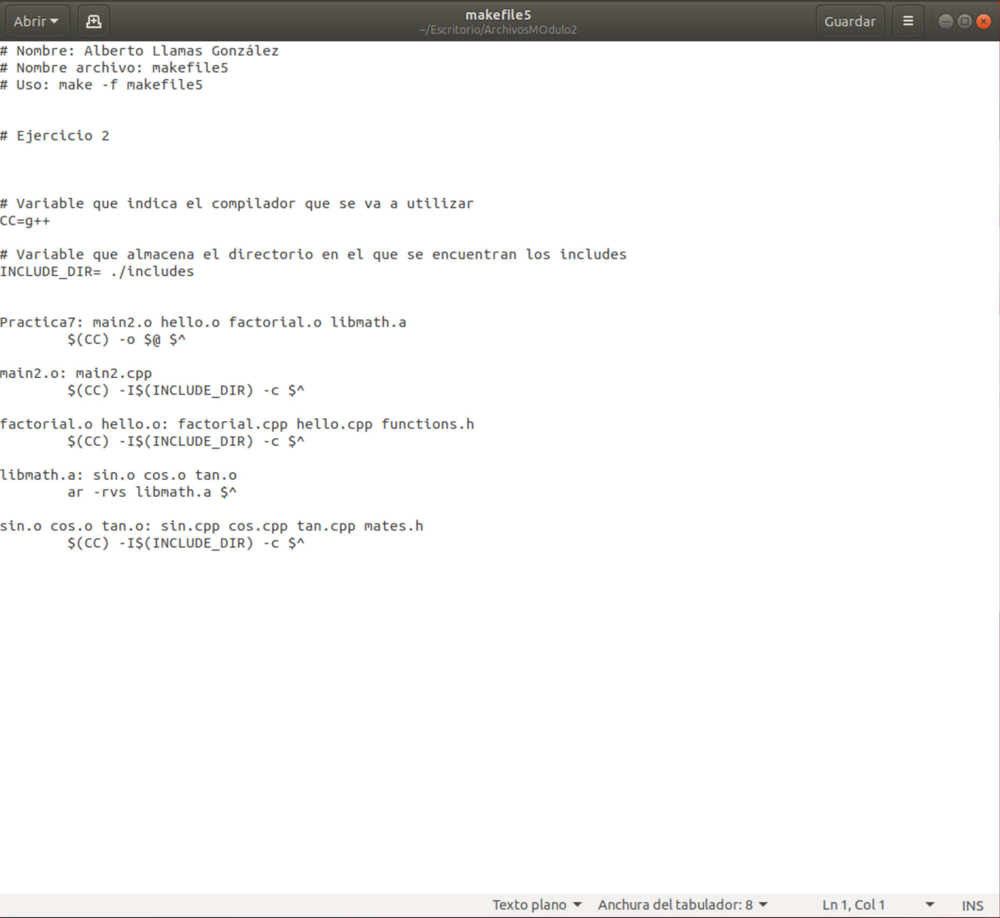 Abrir
makefile5
~/Escritorio/ArchivosMOdulo2
Guardar
# Nombre: Alberto Llamas González
# Nombre archivo: makefile5
# Uso: make -f makefile5
# Ejercicio 2
# Variable que indica el compilador que se va a utilizar
CC=g++
# Variable que almacena el directorio en el que se encuentran los includes
INCLUDE_DIR= ./includes
Practica7: main2.o hello.o factorial.o libmath.a
$(CC) -o $@ $^
main2.o: main2.cpp
$(CC) -I$(INCLUDE_DIR) -c $^
factorial.o hello.o: factorial.cpp hello.cpp functions.h
$(CC) -I$(INCLUDE_DIR) -c $^
libmath.a: sin.o cos.o tan.o
ar -rvs libmath.a $^
sin.o cos.o tan.o: sin.cpp cos.cpp tan.cpp mates.h
$(CC) -I$(INCLUDE_DIR) -c $^
Texto plano Anchura del tabulador: 8 Ln 1, Col 1 INS